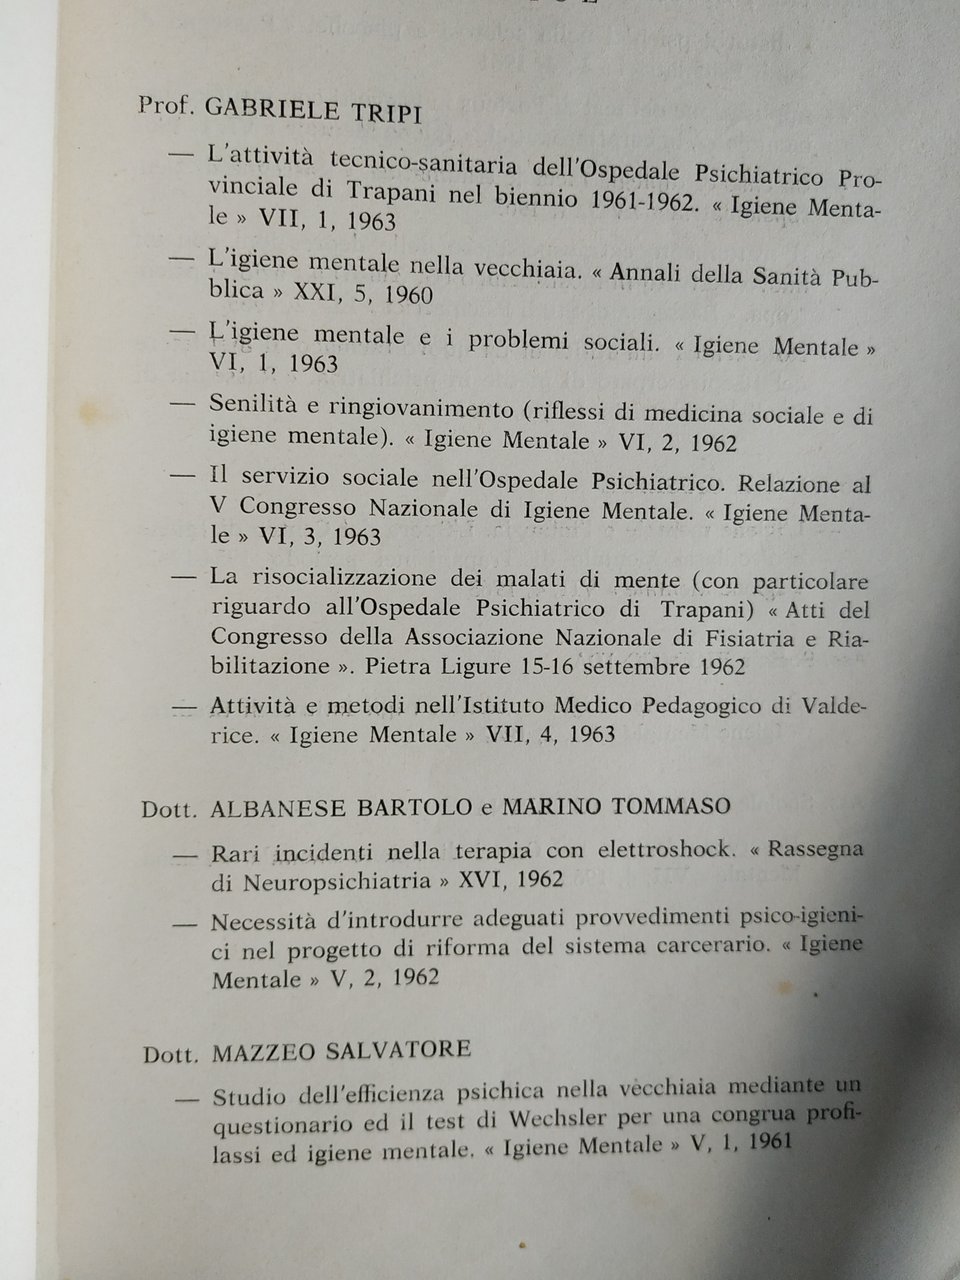 Prof. GABRIELE TRIPI
— L'attività tecnico-sanitaria dell'Ospedale Psichiatrico Pro-
vinciale di Trapani nel biennio 1961-1962. « Igiene Menta-
le » VII, 1, 1963
— L'igiene mentale nella vecchiaia. « Annali della Sanità Pub-
blica » XXI, 5, 1960
— L'igiene mentale e i problemi sociali. « Igiene Mentale »
VI, 1, 1963
— Senilità e ringiovanimento (riflessi di medicina sociale e di
igiene mentale). « Igiene Mentale » VI, 2, 1962
— Il servizio sociale nell'Ospedale Psichiatrico. Relazione al
V Congresso Nazionale di Igiene Mentale. « Igiene Menta-
le » VI, 3, 1963
— La risocializzazione dei malati di mente (con particolare
riguardo all'Ospedale Psichiatrico di Trapani) « Atti del
Congresso della Associazione Nazionale di Fisiatria e Ria-
bilitazione ». Pietra Ligure 15-16 settembre 1962
— Attività e metodi nell'Istituto Medico Pedagogico di Valde-
rice. « Igiene Mentale » VII, 4, 1963
Dott. ALBANESE BARTOLO e MARINO TOMMASO
— Rari incidenti nella terapia con elettroshock. « Rassegna
di Neuropsichiatria » XVI, 1962
— Necessità d'introdurre adeguati provvedimenti psico-igieni-
ci nel progetto di riforma del sistema carcerario. « Igiene
Mentale » V, 2, 1962
Dott. MAZZEO SALVATORE
— Studio dell'efficienza psichica nella vecchiaia mediante un
questionario ed il test di Wechsler per una congrua profi-
lassi ed igiene mentale. « Igiene Mentale » V, 1, 1961